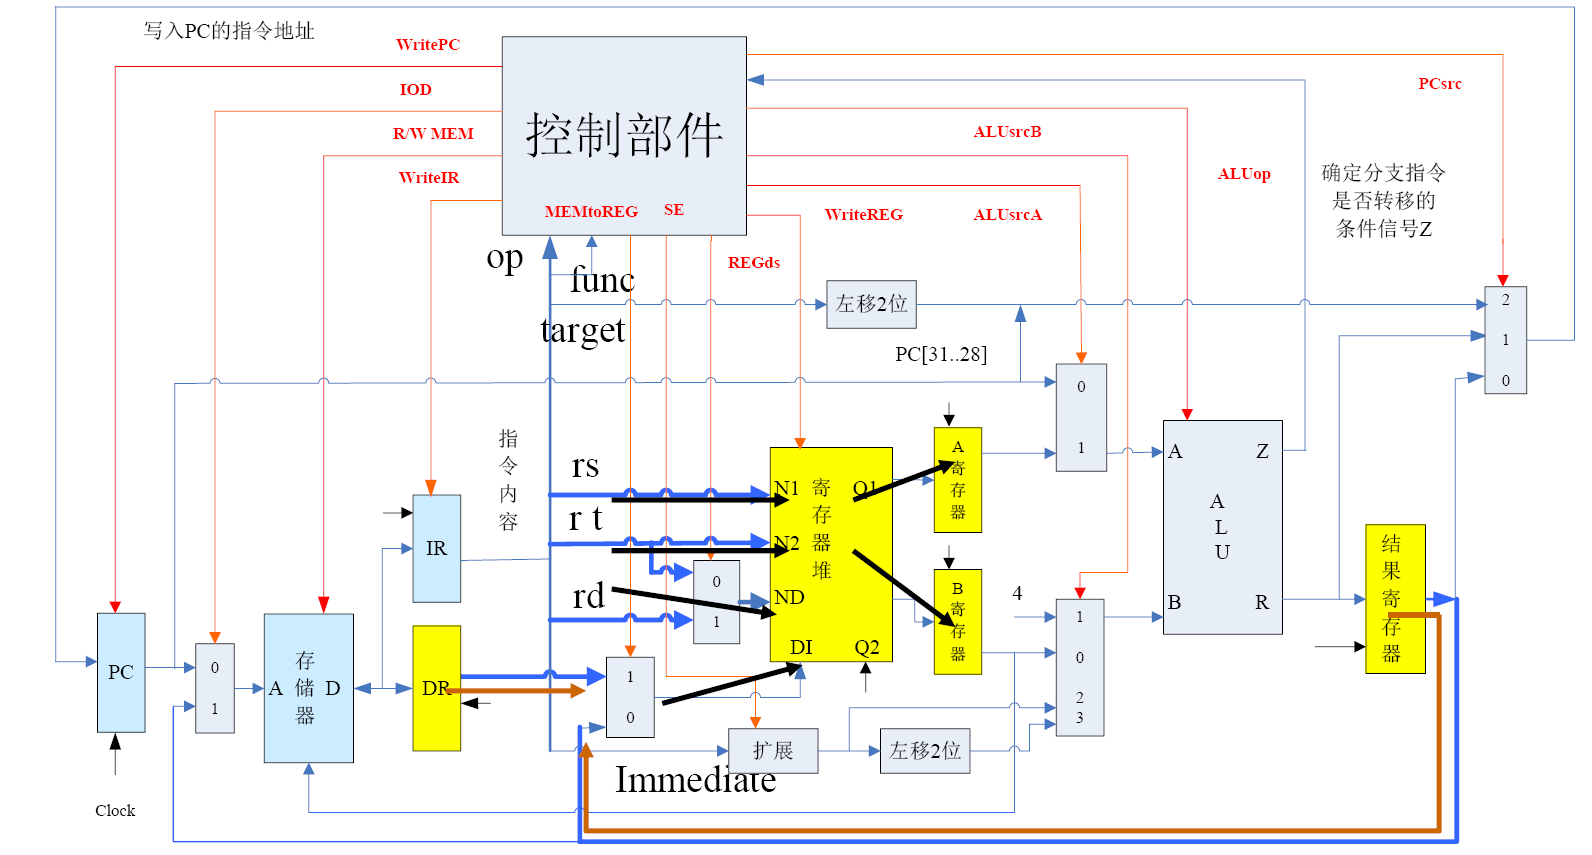 写入PC的指令地址
WritePC
IOD
R/W MEM
WriteIR
控制部件
MEMtoREG
SE
WriteREG
REGds
ALUsrcB
ALUsrcA
ALUop
PCsrc
确定分支指令
是否转移的
条件信号Z
op
func
target
左移2位
PC[31..28]
2
1
0
0
1
指令内容
rs
r t
rd
N1
N2
ND
DI
Q1
Q2
寄存器堆
A寄存器
B寄存器
A
B
Z
R
ALU
结果寄存器
IR
PC
0
1
A
存储器
D
DR
0
1
1
0
4
1
0
2
3
扩展
左移2位
Immediate
Clock